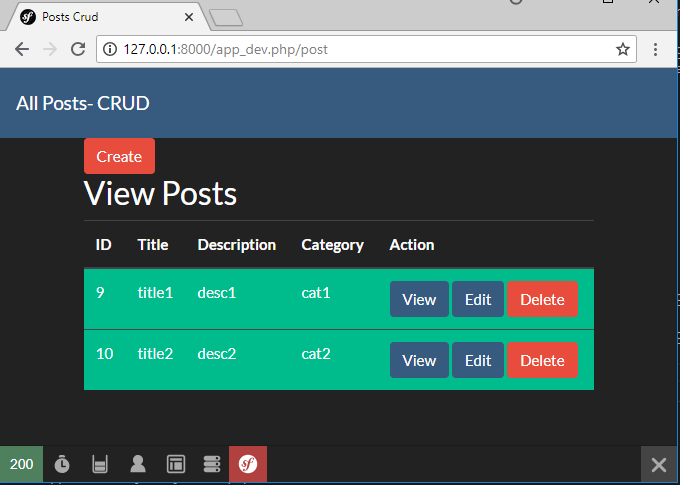 Posts Crud
127.0.0.1:8000/app_dev.php/post
All Posts- CRUD
Create
View Posts
ID Title Description Category Action
9 title1 desc1 cat1 View Edit Delete
10 title2 desc2 cat2 View Edit Delete
200